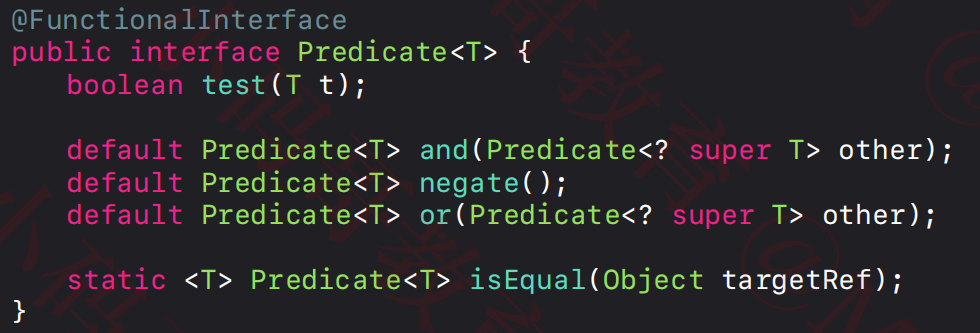 @FunctionalInterface
public interface Predicate<T> {
    boolean test(T t);

    default Predicate<T> and(Predicate<? super T> other);
    default Predicate<T> negate();
    default Predicate<T> or(Predicate<? super T> other);

    static <T> Predicate<T> isEqual(Object targetRef);
}